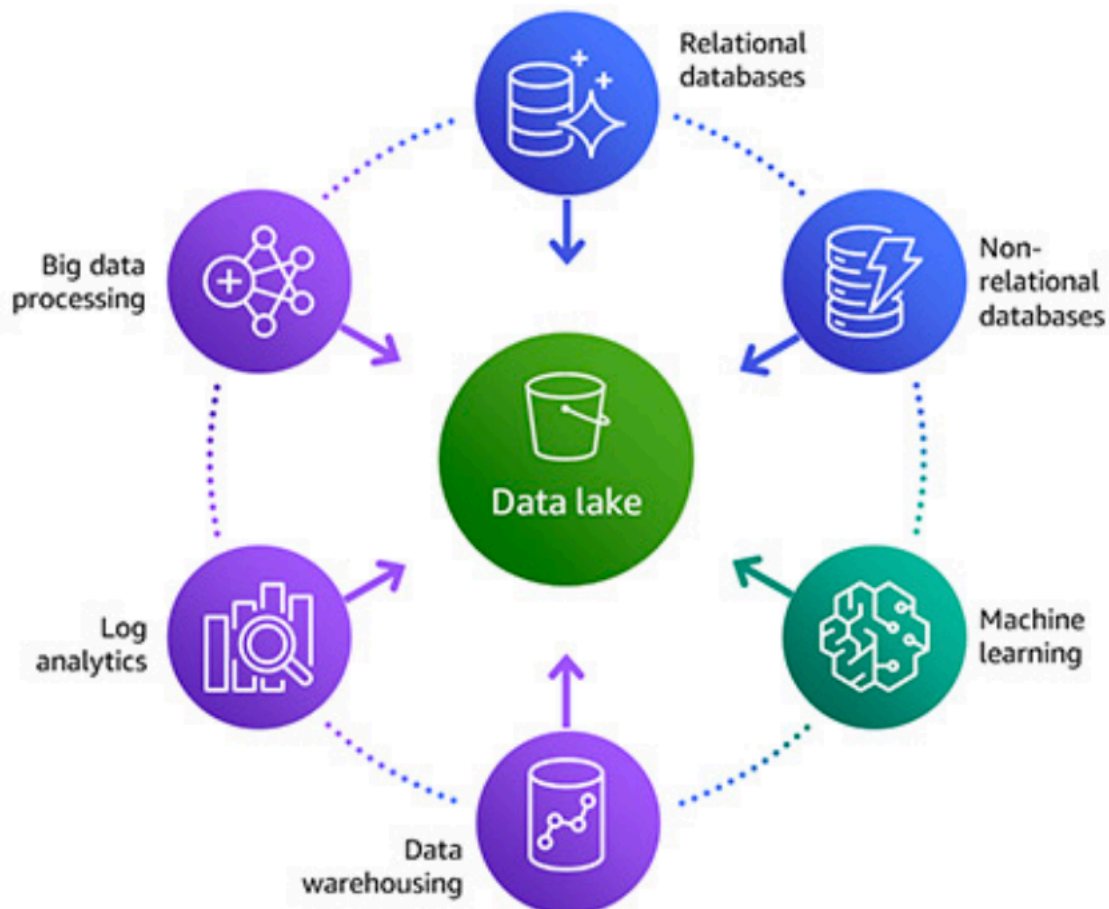 Relational
databases
Big data
processing
Non-
relational
databases
Data lake
Log
analytics
Machine
learning
Data
warehousing